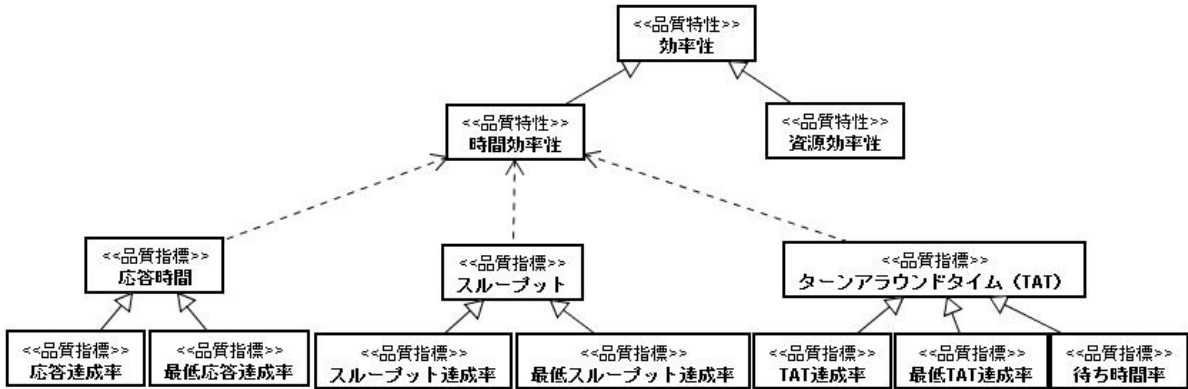 <<品質特性>>
効率性
<<品質特性>>
時間効率性
<<品質特性>>
資源効率性
<<品質指標>>
応答時間
<<品質指標>>
スループット
<<品質指標>>
ターンアラウンドタイム（TAT）
<<品質指標>>
応答達成率
<<品質指標>>
最低応答達成率
<<品質指標>>
スループット達成率
<<品質指標>>
最低スループット達成率
<<品質指標>>
TAT達成率
<<品質指標>>
最低TAT達成率
<<品質指標>>
待ち時間率